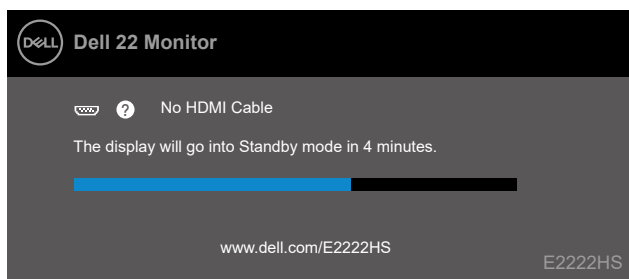 DELL
Dell 22 Monitor
No HDMI Cable
The display will go into Standby mode in 4 minutes.
www.dell.com/E2222HS
E2222HS